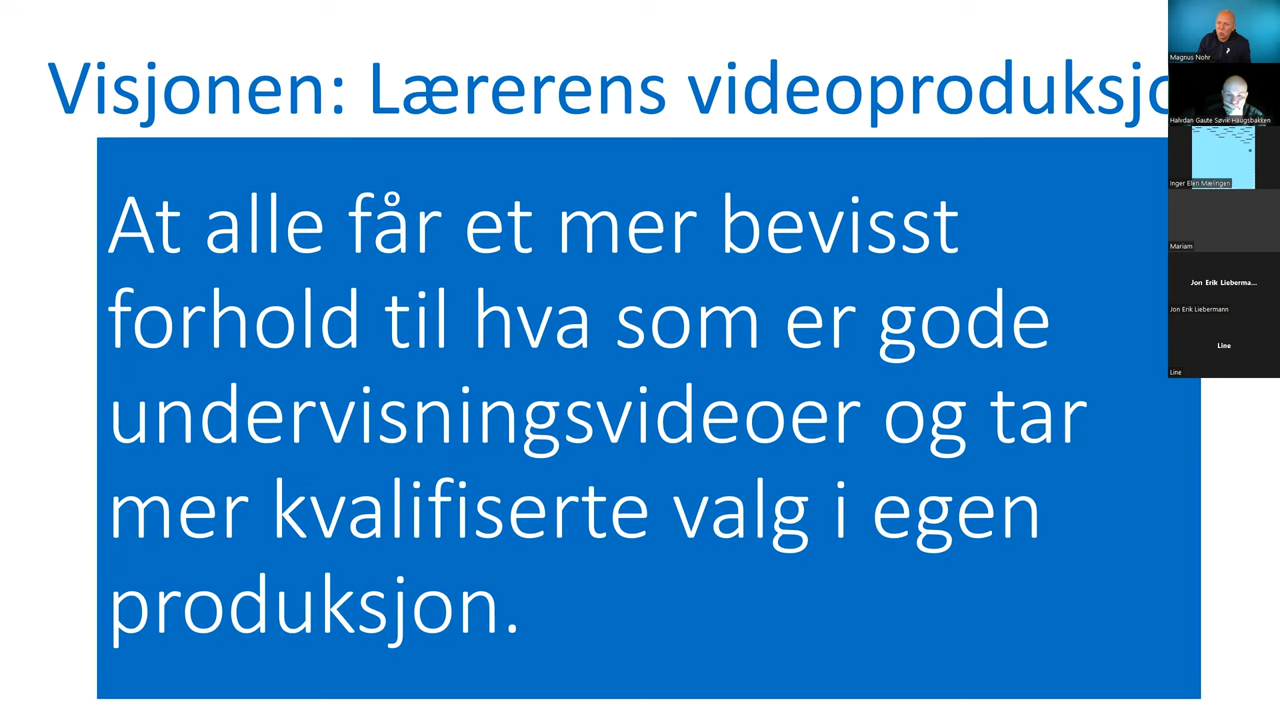 Visjonen: Lærerens videoproduksjo
At alle får et mer bevisst
forhold til hva som er gode
undervisningsvideoer og tar
mer kvalifiserte valg i egen
produksjon.
Magnus Nohr
Halvdan Gaute Søvik Haugsbakken
Inger Elen Mælingen
Mariam
Jon Erik Lieberma...
Jon Erik Liebermann
Line
Line